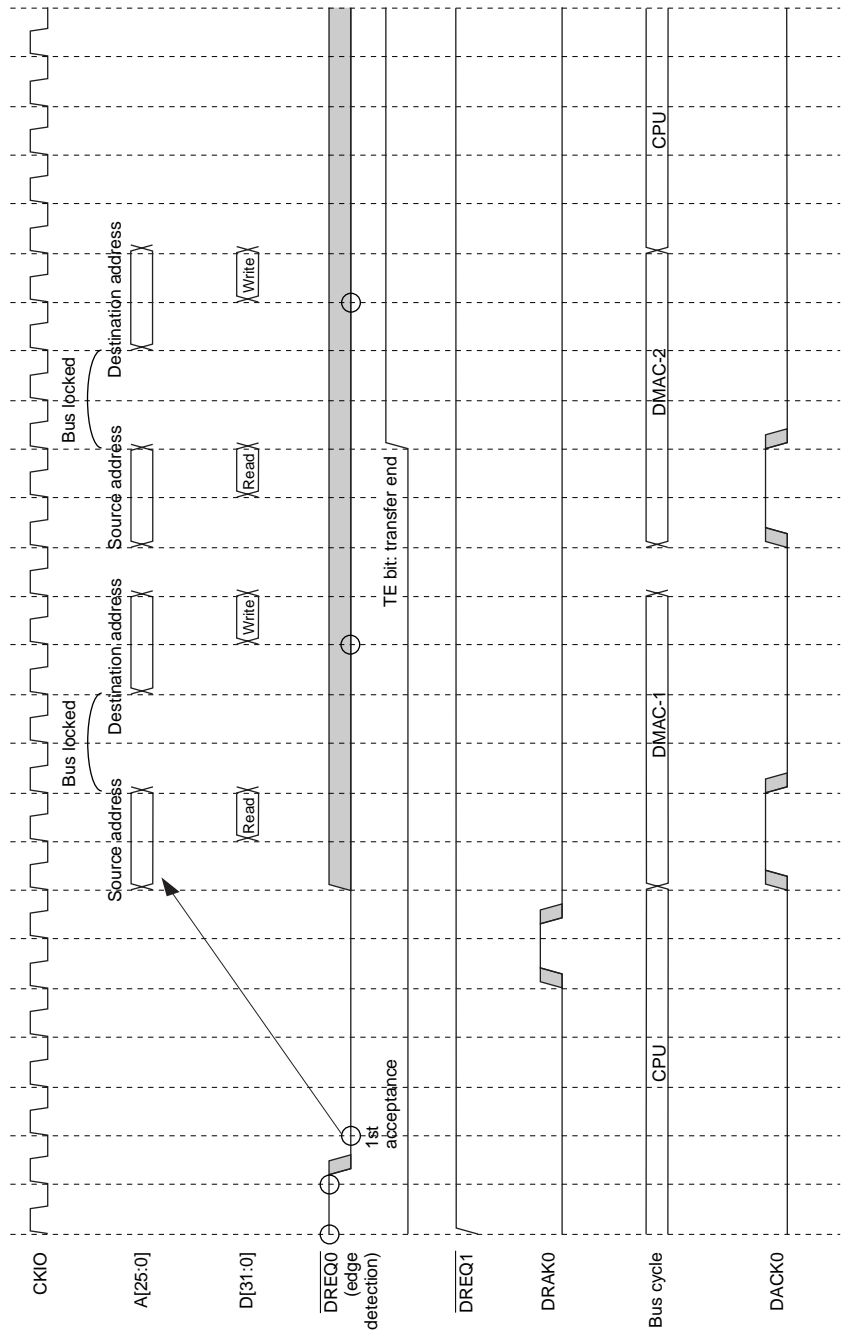 CKIO
Bus locked
Bus locked
Source address
Destination address
Source address
Destination address
A[25:0]
D[31:0]
Read
Write
Read
Write
DREQ0
(edge
detection)
1st
acceptance
TE bit: transfer end
DREQ1
DRAK0
Bus cycle
CPU
DMAC-1
DMAC-2
CPU
DACK0